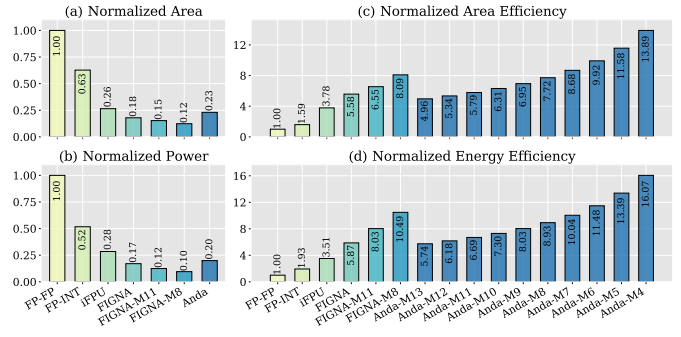 (a) Normalized Area
1.00
0.75
0.50
0.25
0.00
1.00
0.63
0.26
0.18
0.15
0.12
0.23
(c) Normalized Area Efficiency
12
8
4
0
1.00
1.59
3.78
5.58
6.55
8.09
4.96
5.34
5.79
6.31
6.95
7.72
8.68
9.92
11.58
13.89
(b) Normalized Power
1.00
0.75
0.50
0.25
0.00
1.00
0.52
0.28
0.17
0.12
0.10
0.20
FP-FP
FP-INT
iFPU
FIGNA
FIGNA-M11
FIGNA-M8
Anda
(d) Normalized Energy Efficiency
16
12
8
4
0
1.00
1.93
3.51
5.87
8.03
10.49
5.74
6.18
6.69
7.30
8.03
8.93
10.04
11.48
13.39
16.07
FP-FP
FP-INT
iFPU
FIGNA
FIGNA-M11
FIGNA-M8
Anda-M13
Anda-M12
Anda-M11
Anda-M10
Anda-M9
Anda-M8
Anda-M7
Anda-M6
Anda-M5
Anda-M4